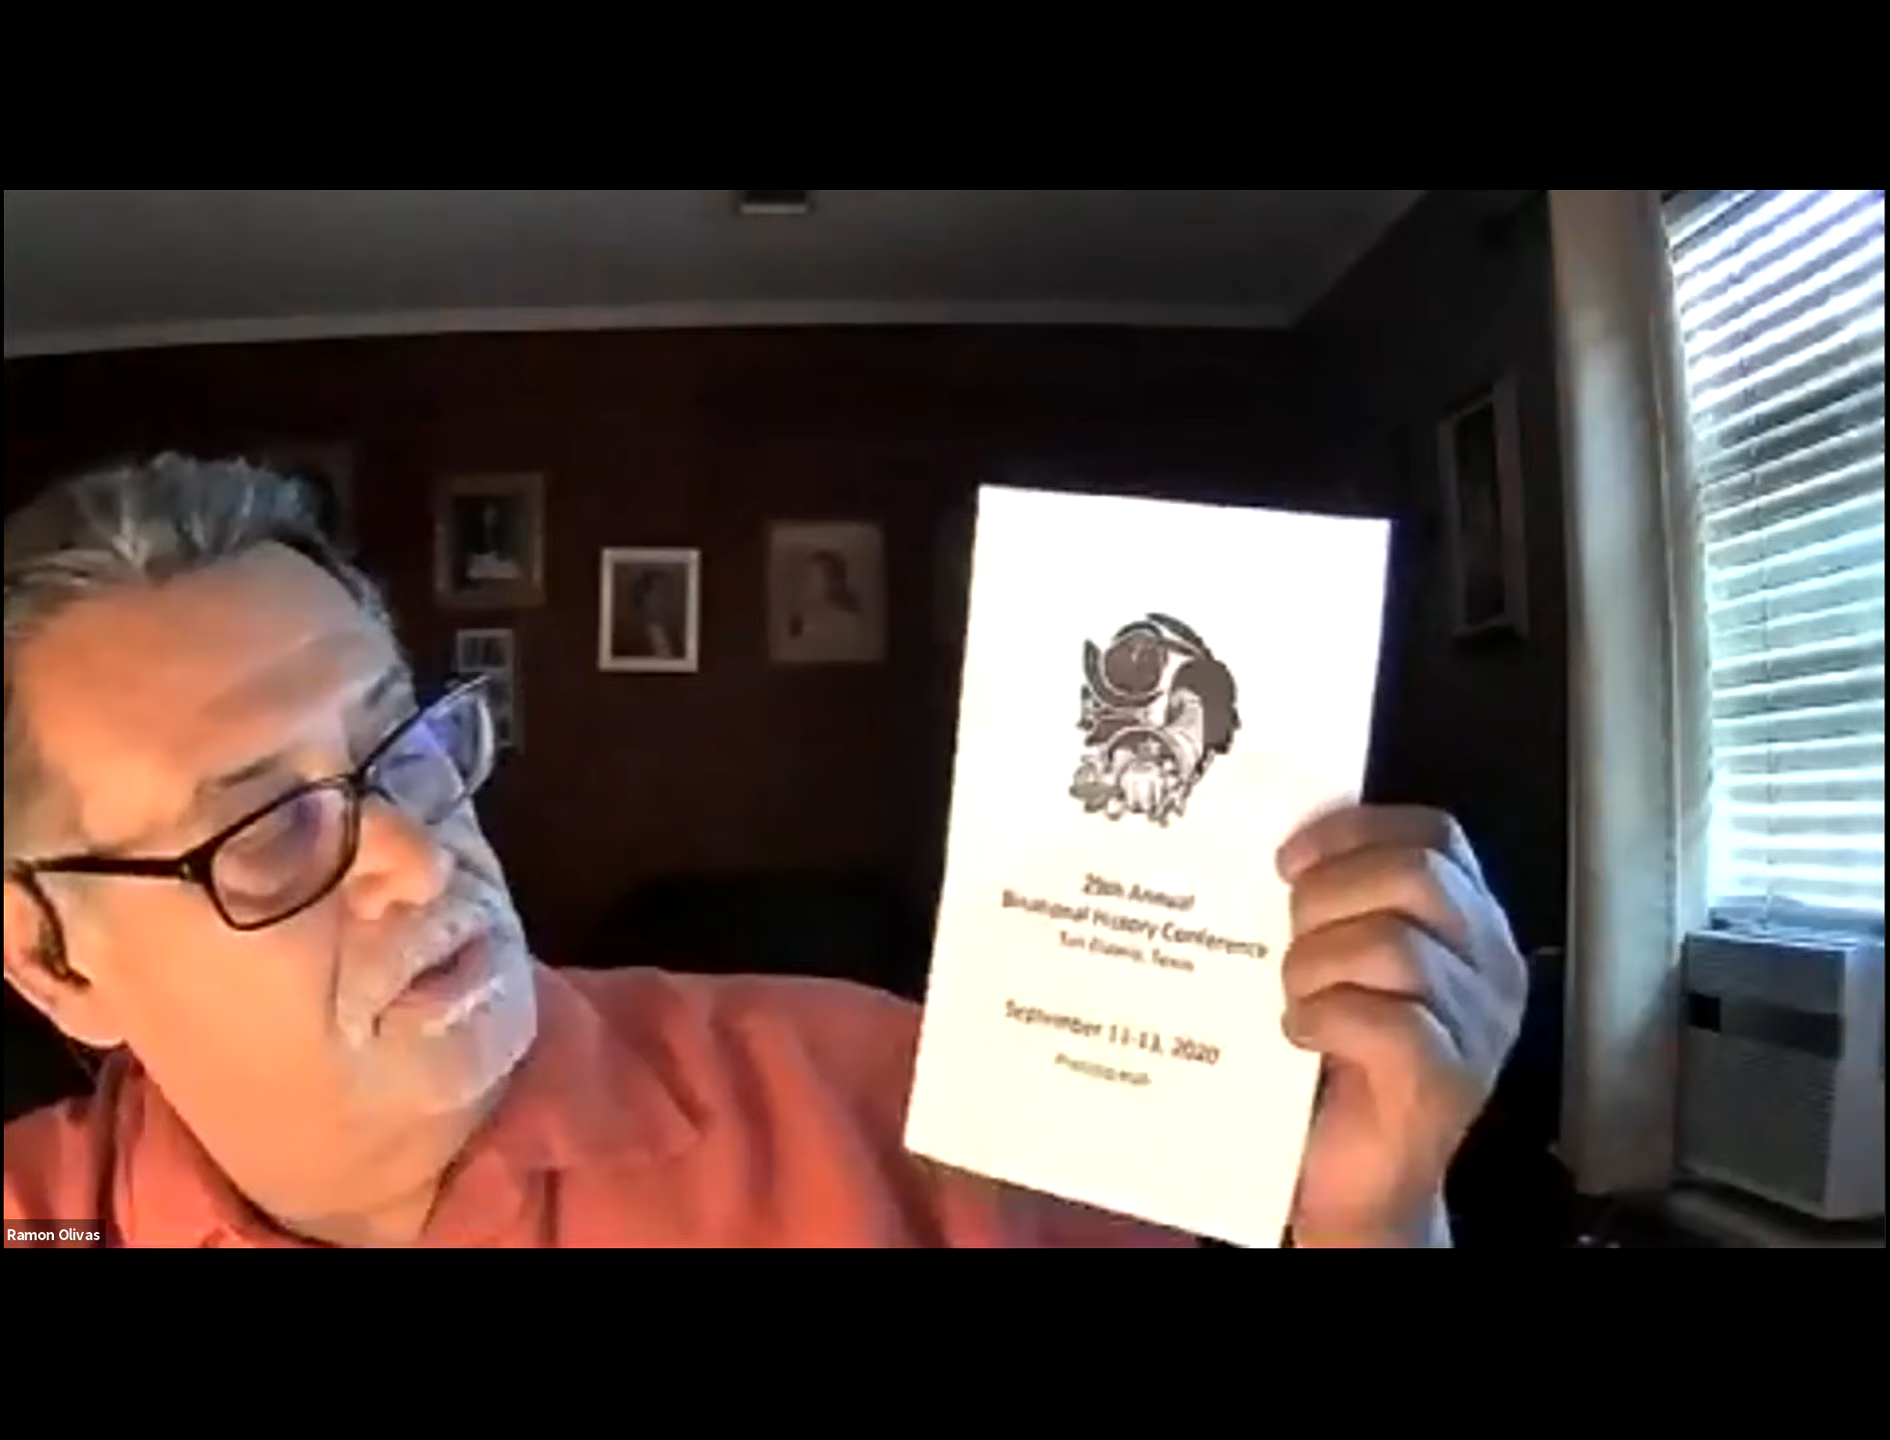 29th Annual
Binational History Conference
San Elizario, Texas
September 11-13, 2020
Ramon Olivas